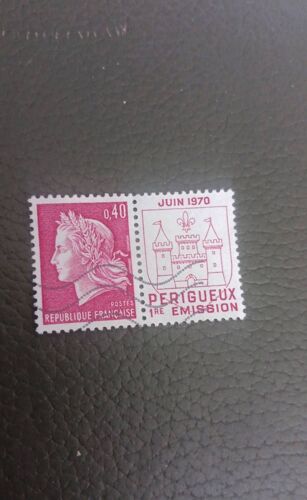 0,40
POSTES
REPUBLIQUE FRANÇAISE
JUIN 1970
PERIGUEUX
1RE EMISSION